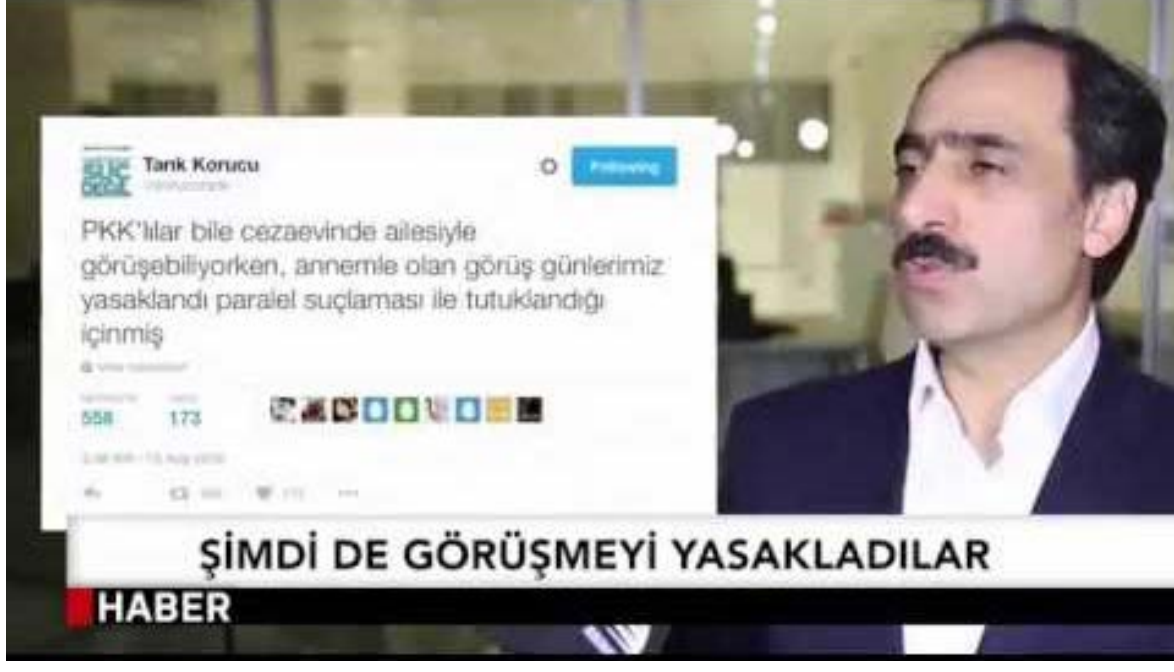 Tarık Korucu
Following
PKK'lılar bile cezaevinde ailesiyle
görüşebiliyorken, annemle olan görüş günlerimiz
yasaklandı paralel suçlaması ile tutuklandığı
içinmiş
558 173
ŞİMDİ DE GÖRÜŞMEYİ YASAKLADILAR
HABER